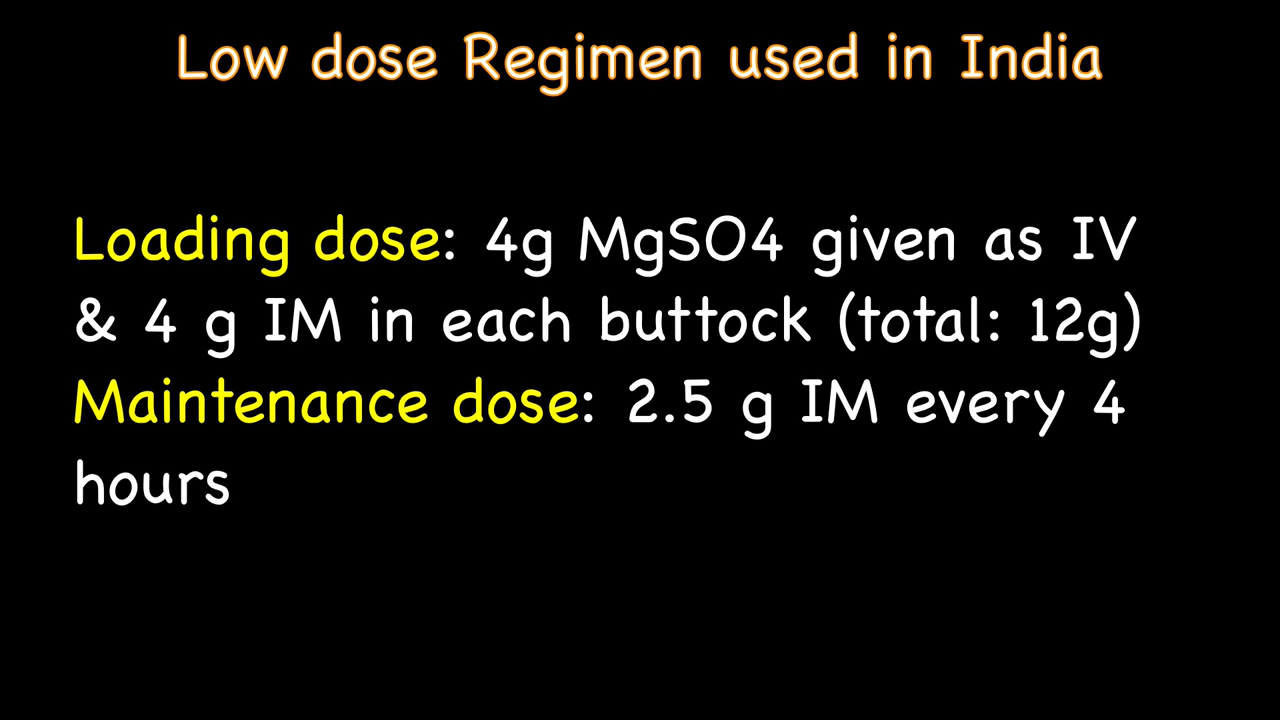 Low dose Regimen used in India
Loading dose: 4g MgSO4 given as IV
& 4 g IM in each buttock (total: 12g)
Maintenance dose: 2.5 g IM every 4
hours